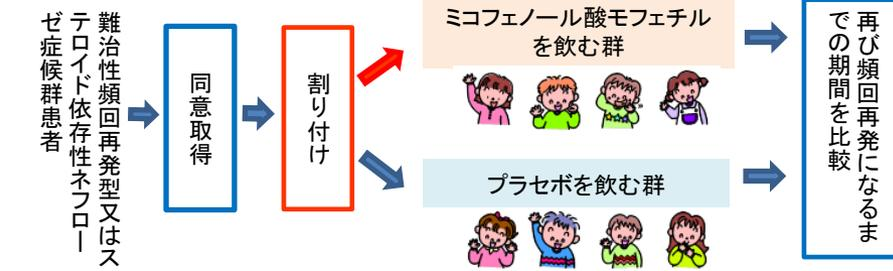 難治性頻回再発型又はス
テロイド依存性ネフロー
ゼ症候群患者
同意取得
割り付け
ミコフェノール酸モフェチル
を飲む群
プラセボを飲む群
再び頻回再発になるま
での期間を比較